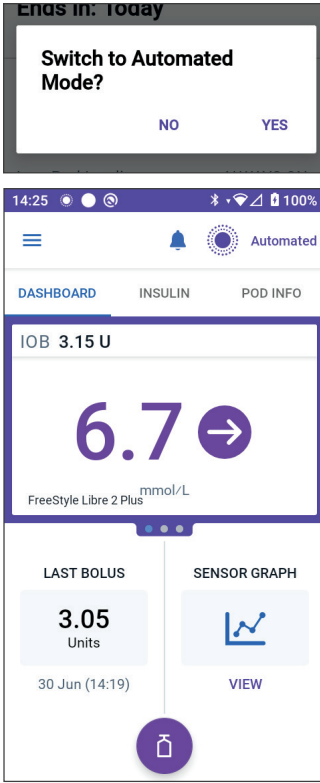 Ends in: Today
Switch to Automated
Mode?
NO YES
14:25 100%
Automated
DASHBOARD INSULIN POD INFO
IOB 3.15 U
6.7
mmol/L
FreeStyle Libre 2 Plus
LAST BOLUS SENSOR GRAPH
3.05
Units
30 Jun (14:19) VIEW